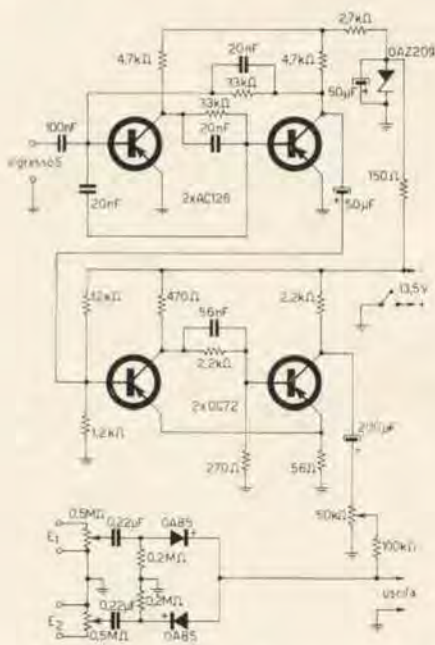 2,7kΩ
4,7kΩ
20nF
4,7kΩ
OAZ209
33kΩ
50µF
33kΩ
100nF
20nF
ingresso S
150Ω
20nF
2xAC126
50µF
13,5V
12kΩ
470Ω
2,2kΩ
56nF
2,2kΩ
2xOC72
1,2kΩ
200µF
270Ω
56Ω
0,5MΩ
0,22µF
OA85
50kΩ
E1
0,2MΩ
100kΩ
0,2MΩ
uscita
0,22µF
E2
0,5MΩ
OA85